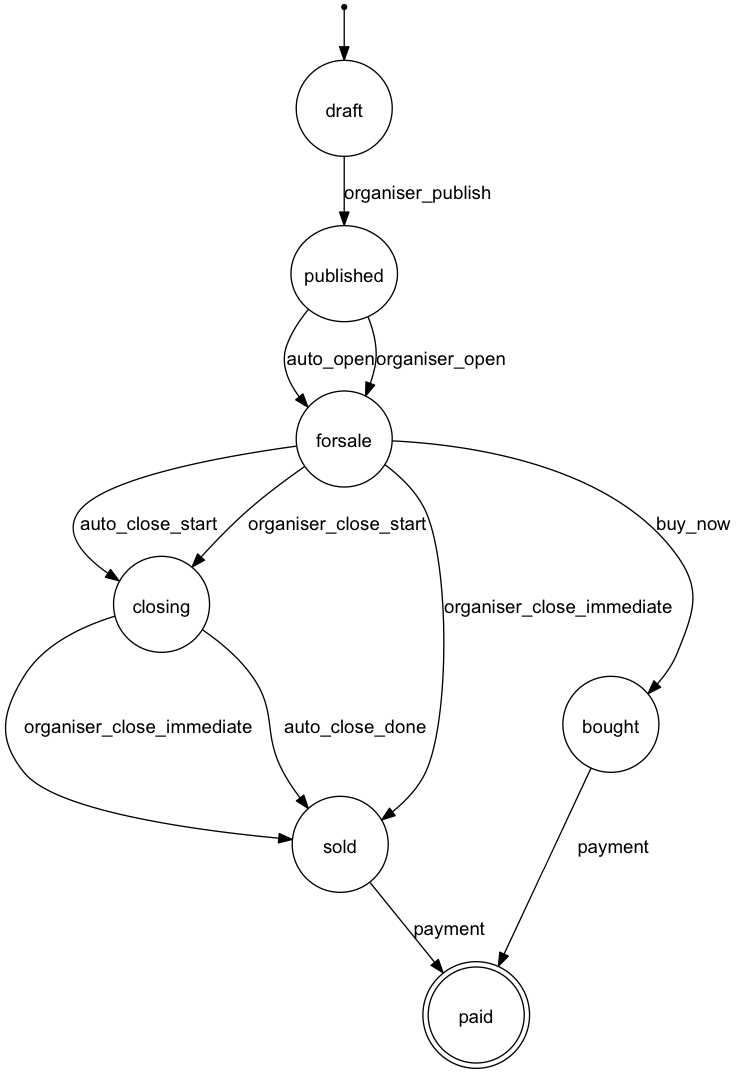 draft
organiser_publish
published
auto_open
organiser_open
forsale
auto_close_start
organiser_close_start
buy_now
closing
organiser_close_immediate
organiser_close_immediate
auto_close_done
bought
sold
payment
payment
paid